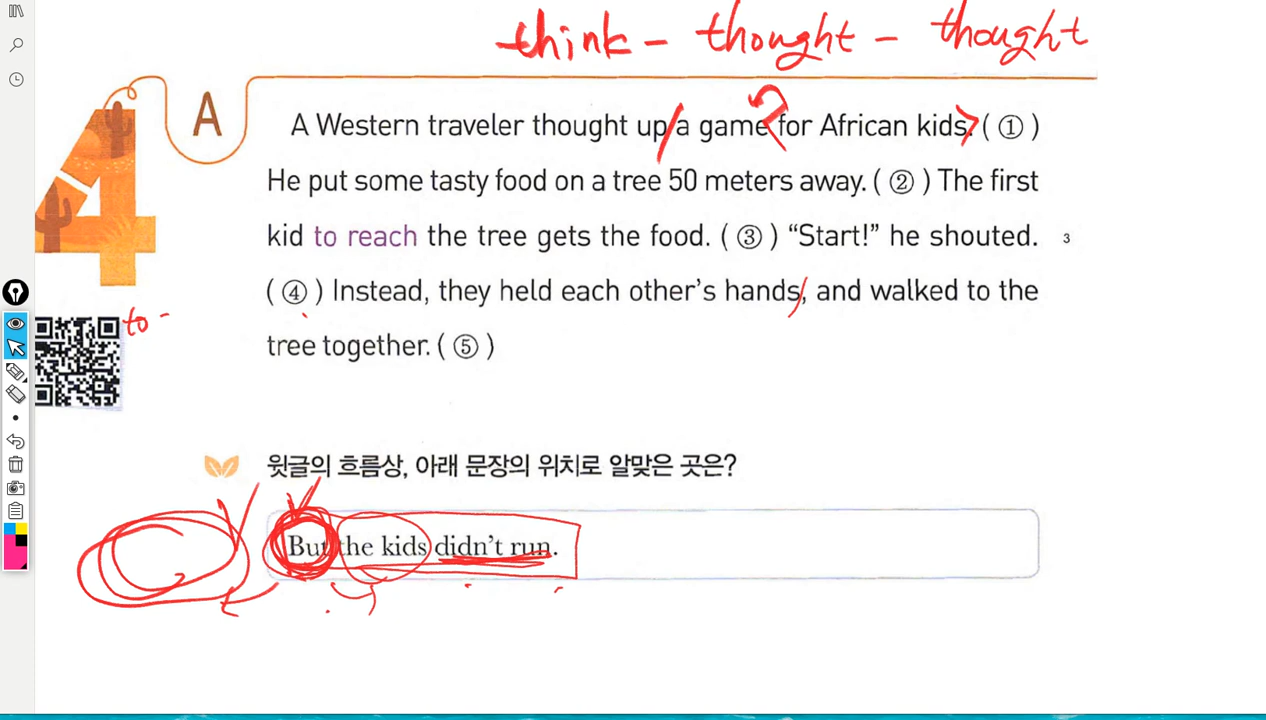 think - thought - thought
4 A
A Western traveler thought up a game for African kids. ( ① )
He put some tasty food on a tree 50 meters away. ( ② ) The first
kid to reach the tree gets the food. ( ③ ) “Start!” he shouted. 3
( ④ ) Instead, they held each other’s hands, and walked to the
to -
tree together. ( ⑤ )
윗글의 흐름상, 아래 문장의 위치로 알맞은 곳은?
But the kids didn’t run.